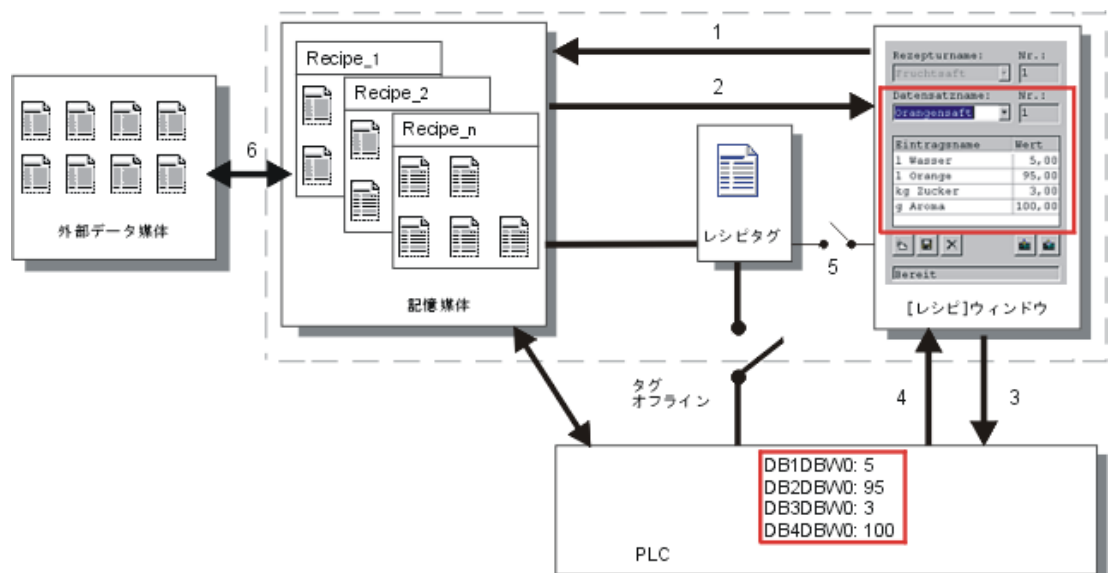 1
2
6
Recipe_1
Recipe_2
Recipe_n
外部データ媒体
記憶媒体
レシピタグ
5
Rezepturname:
Nr.:
Fruchtsaft
1
Datensatzname:
Nr.:
Orangensaft
1
Eintragsname
Wert
l Wasser
5,00
l Orange
95,00
kg Zucker
3,00
g Aroma
100,00
Bereit
[レシピ]ウィンドウ
タグ
オフライン
4
3
DB1DBW0: 5
DB2DBW0: 95
DB3DBW0: 3
DB4DBW0: 100
PLC